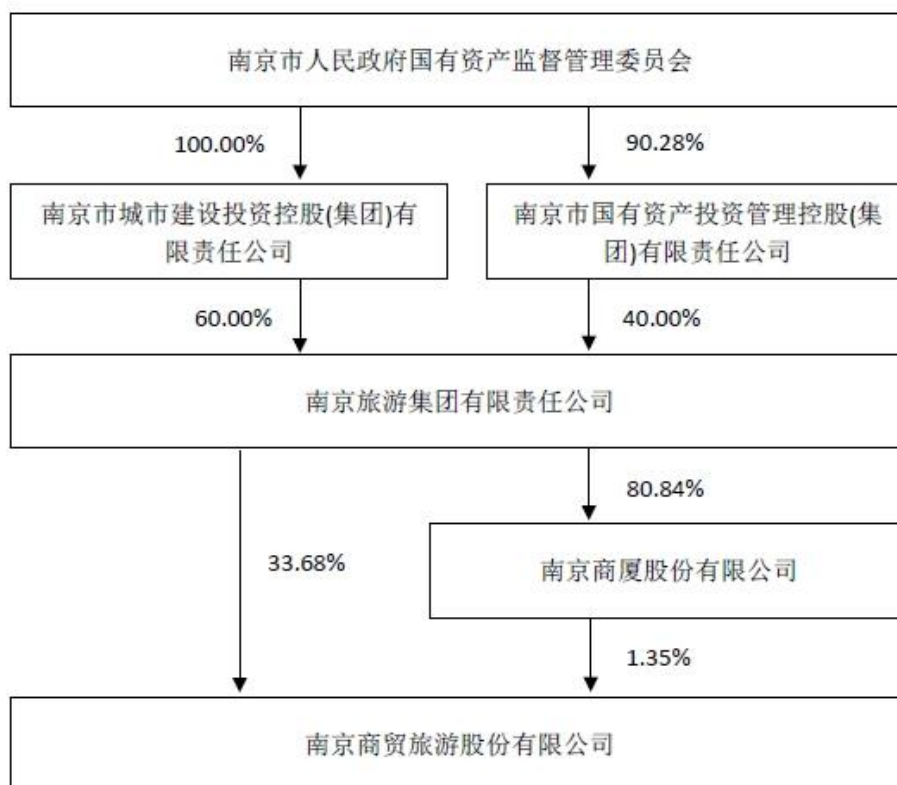 南京市人民政府国有资产监督管理委员会
100.00%
90.28%
南京市城市建设投资控股(集团)有
限责任公司
南京市国有资产投资管理控股(集
团)有限责任公司
60.00%
40.00%
南京旅游集团有限责任公司
80.84%
33.68%
南京商厦股份有限公司
1.35%
南京商贸旅游股份有限公司